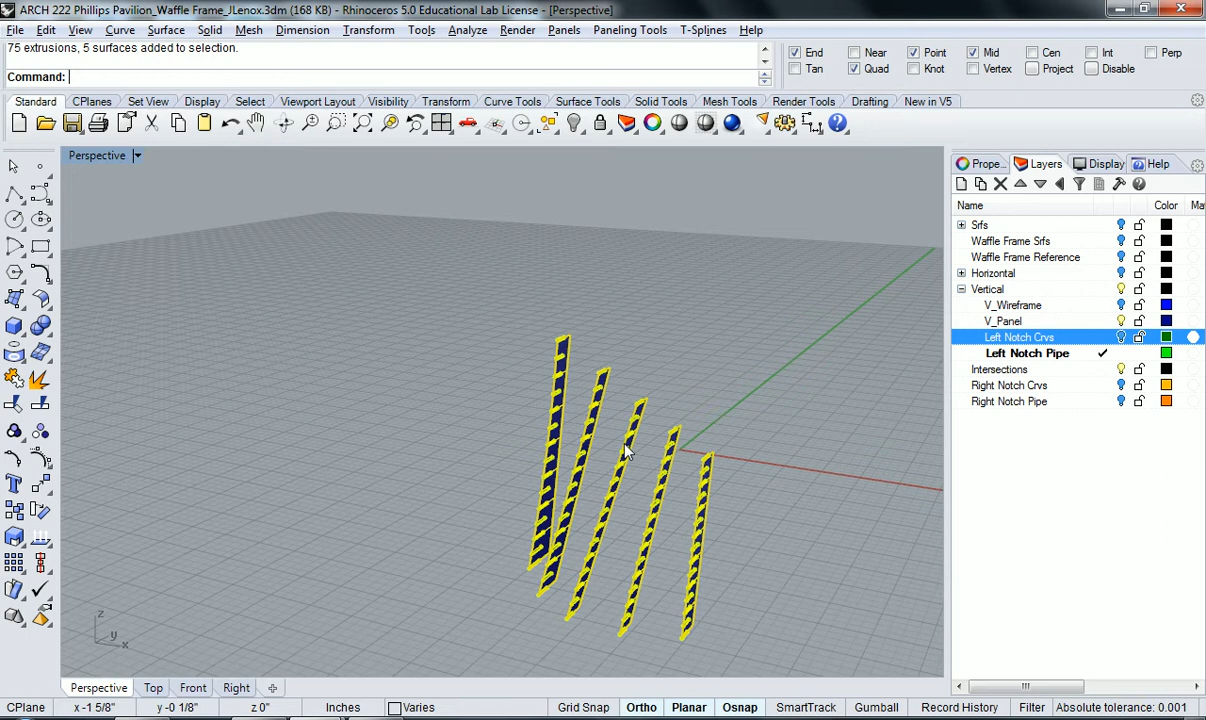 ARCH 222 Phillips Pavilion_Waffle Frame_JLenox.3dm (168 KB) - Rhinoceros 5.0 Educational Lab License - [Perspective]
File Edit View Curve Surface Solid Mesh Dimension Transform Tools Analyze Render Panels Paneling Tools T-Splines Help
75 extrusions, 5 surfaces added to selection.
Command:
End Near Point Mid Cen Int Perp
Tan Quad Knot Vertex Project Disable
Standard CPlanes Set View Display Select Viewport Layout Visibility Transform Curve Tools Surface Tools Solid Tools Mesh Tools Render Tools Drafting New in V5
Perspective
Prope... Layers Display Help
Name Color Ma
Srfs
Waffle Frame Srfs
Waffle Frame Reference
Horizontal
Vertical
V_Wireframe
V_Panel
Left Notch Crvs
Left Notch Pipe
Intersections
Right Notch Crvs
Right Notch Pipe
z
y
x
Perspective Top Front Right
CPlane x -1 5/8" y -0 1/8" z 0" Inches Varies Grid Snap Ortho Planar Osnap SmartTrack Gumball Record History Filter Absolute tolerance: 0.001